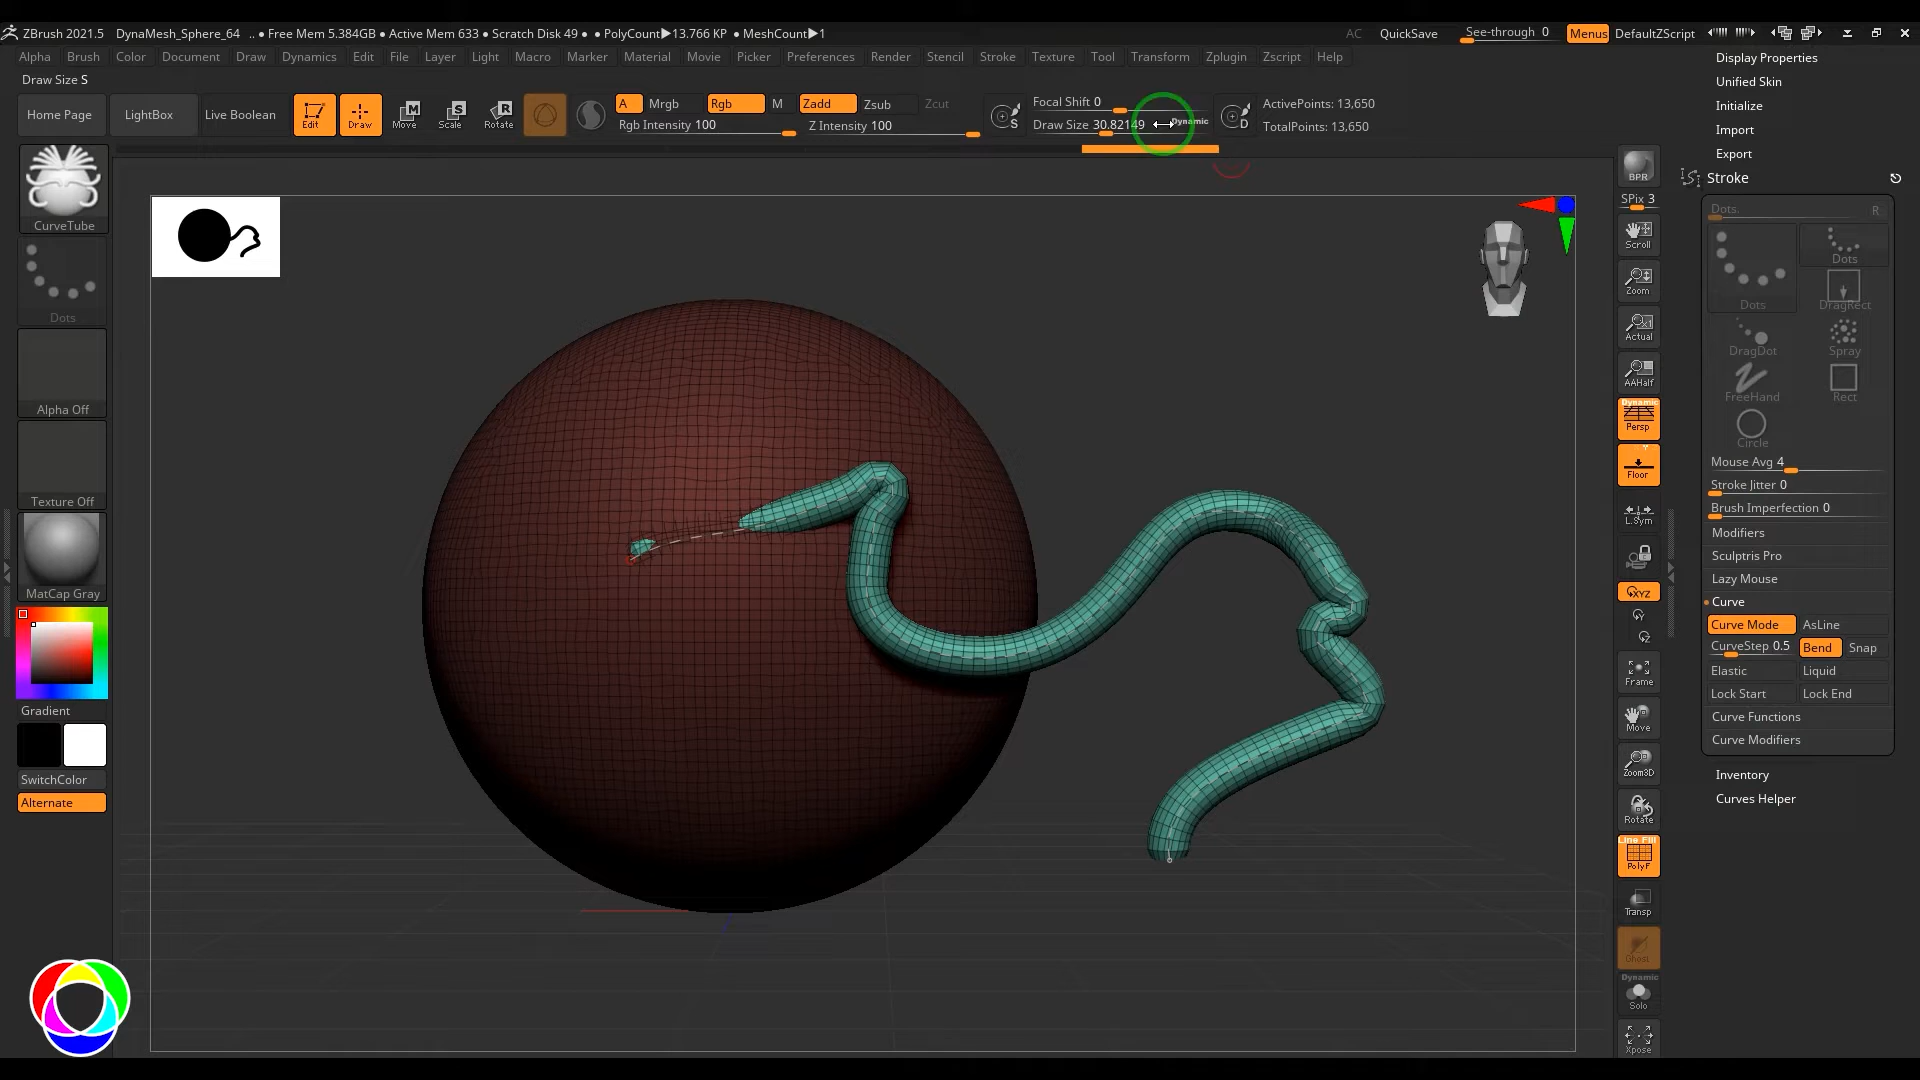 ZBrush 2021.5 DynaMesh_Sphere_64 .. ● Free Mem 5.384GB ● Active Mem 633 ● Scratch Disk 49 ● ● PolyCount▶13.766 KP ● MeshCount▶1 AC QuickSave See-through 0 Menus DefaultZScript
Alpha Brush Color Document Draw Dynamics Edit File Layer Light Macro Marker Material Movie Picker Preferences Render Stencil Stroke Texture Tool Transform Zplugin Zscript Help
Draw Size S
Home Page LightBox Live Boolean Edit Draw Move Scale Rotate
A Mrgb Rgb M Zadd Zsub Zcut
Rgb Intensity 100 Z Intensity 100
S Focal Shift 0
Draw Size 30.82149 Dynamic D
ActivePoints: 13,650
TotalPoints: 13,650
CurveTube
Dots
Alpha Off
Texture Off
MatCap Gray
Gradient
SwitchColor
Alternate
BPR
SPix 3
Scroll
Zoom
Actual
AAHalf
Dynamic
Persp
Floor
L.Sym
XYZ
Y
Z
Frame
Move
Zoom3D
Rotate
Line Fill
PolyF
Transp
Ghost
Dynamic
Solo
Xpose
Display Properties
Unified Skin
Initialize
Import
Export
Stroke
Dots. R
Dots
Dots DragRect
DragDot Spray
FreeHand Rect
Circle
Mouse Avg 4
Stroke Jitter 0
Brush Imperfection 0
Modifiers
Sculptris Pro
Lazy Mouse
Curve
Curve Mode AsLine
CurveStep 0.5 Bend Snap
Elastic Liquid
Lock Start Lock End
Curve Functions
Curve Modifiers
Inventory
Curves Helper